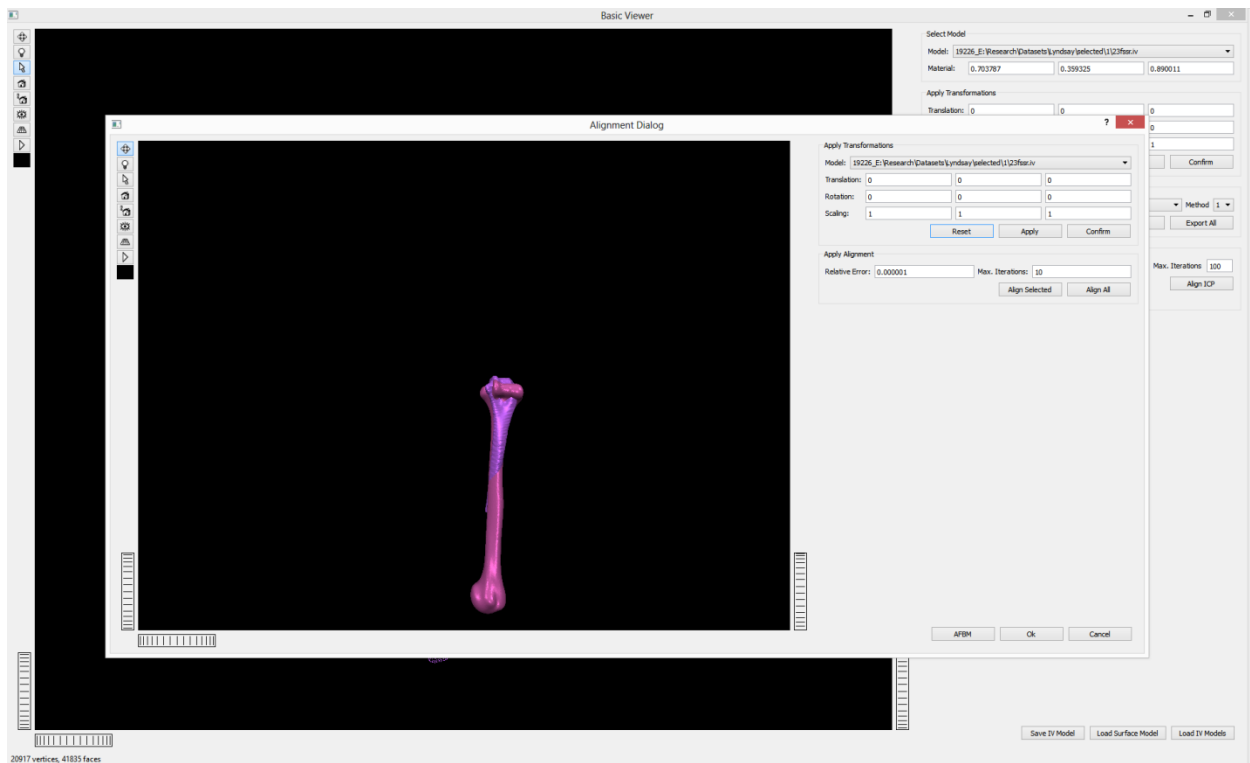 Basic Viewer
Select Model
Model: 19226_E:\Research\Datasets\Lyndsay\selected\1\23fssr.iv
Material: 0.703787 0.359325 0.890011
Apply Transformations
Translation: 0 0 0
0
1
Confirm
Method 1
Export All
Max. Iterations 100
Align ICP
Alignment Dialog
?
Apply Transformations
Model: 19226_E:\Research\Datasets\Lyndsay\selected\1\23fssr.iv
Translation: 0 0 0
Rotation: 0 0 0
Scaling: 1 1 1
Reset Apply Confirm
Apply Alignment
Relative Error: 0.000001 Max. Iterations: 10
Align Selected Align All
AFBM Ok Cancel
Save IV Model Load Surface Model Load IV Models
20917 vertices, 41835 faces